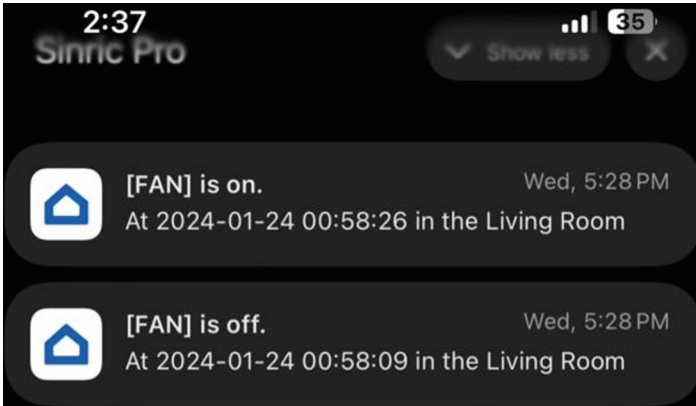 2:37
35
Sinric Pro
Show less
[FAN] is on.
Wed, 5:28 PM
At 2024-01-24 00:58:26 in the Living Room
[FAN] is off.
Wed, 5:28 PM
At 2024-01-24 00:58:09 in the Living Room